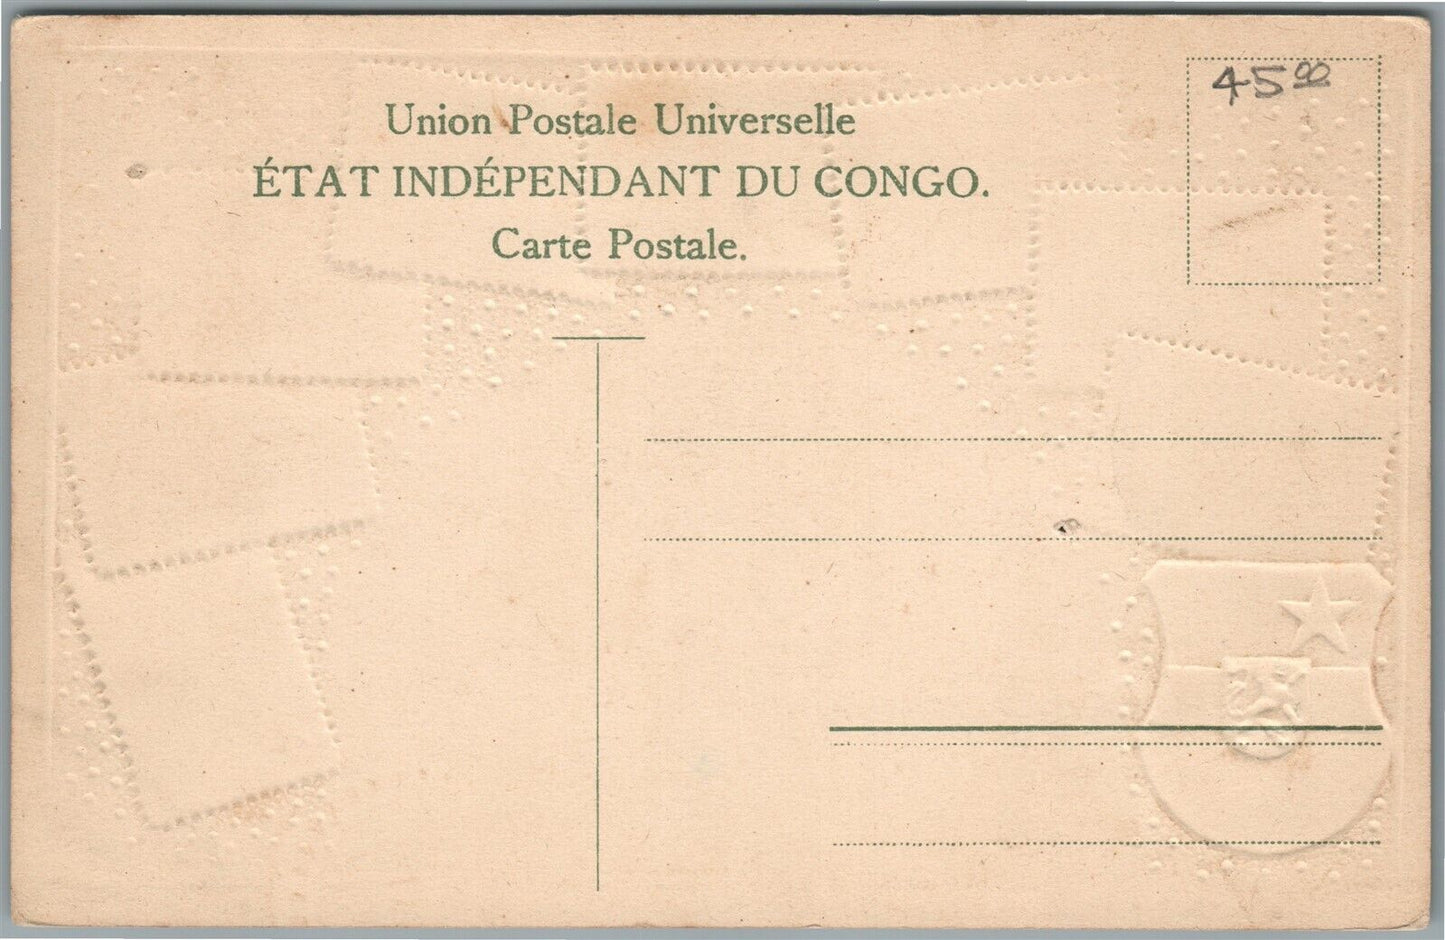 45⁰⁰
Union Postale Universelle
ÉTAT INDÉPENDANT DU CONGO.
Carte Postale.